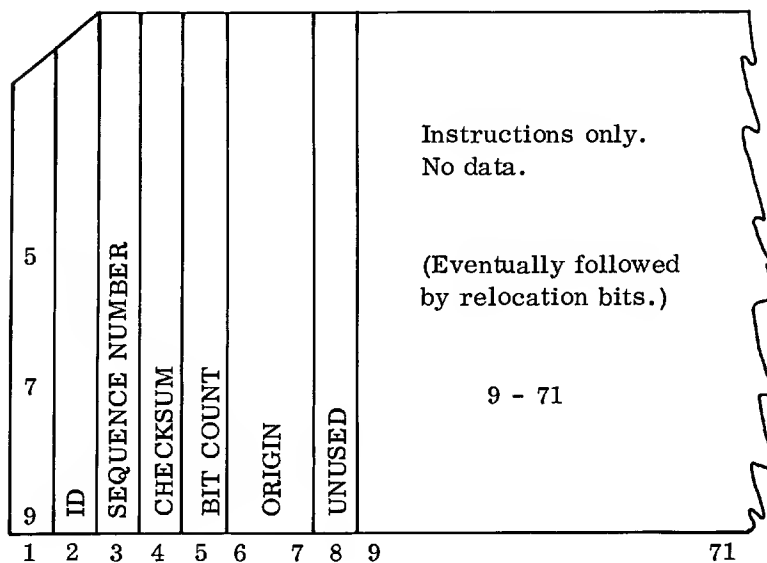 Instructions only.
No data.
(Eventually followed
by relocation bits.)
9 - 71
5
7
9
ID
SEQUENCE NUMBER
CHECKSUM
BIT COUNT
ORIGIN
UNUSED
1 2 3 4 5 6 7 8 9 71